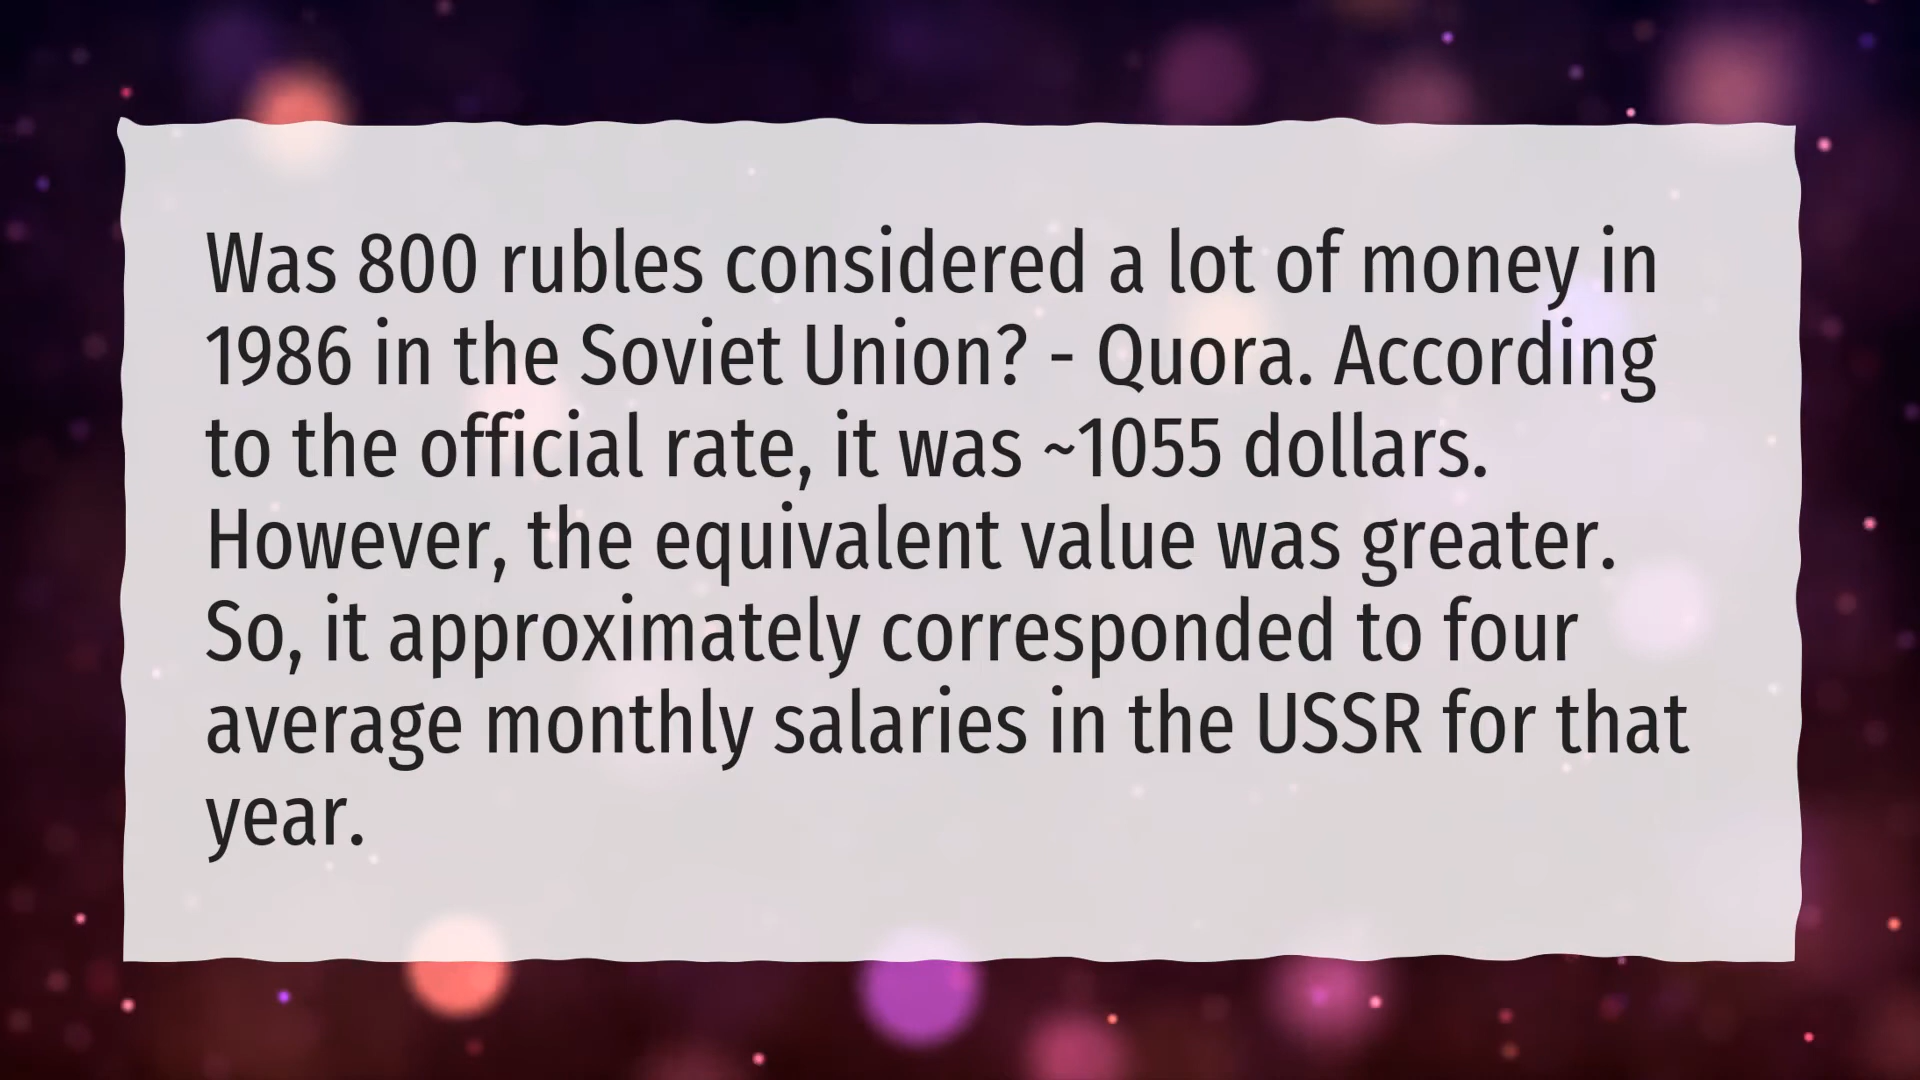 Was 800 rubles considered a lot of money in
1986 in the Soviet Union? - Quora. According
to the official rate, it was ~1055 dollars.
However, the equivalent value was greater.
So, it approximately corresponded to four
average monthly salaries in the USSR for that
year.